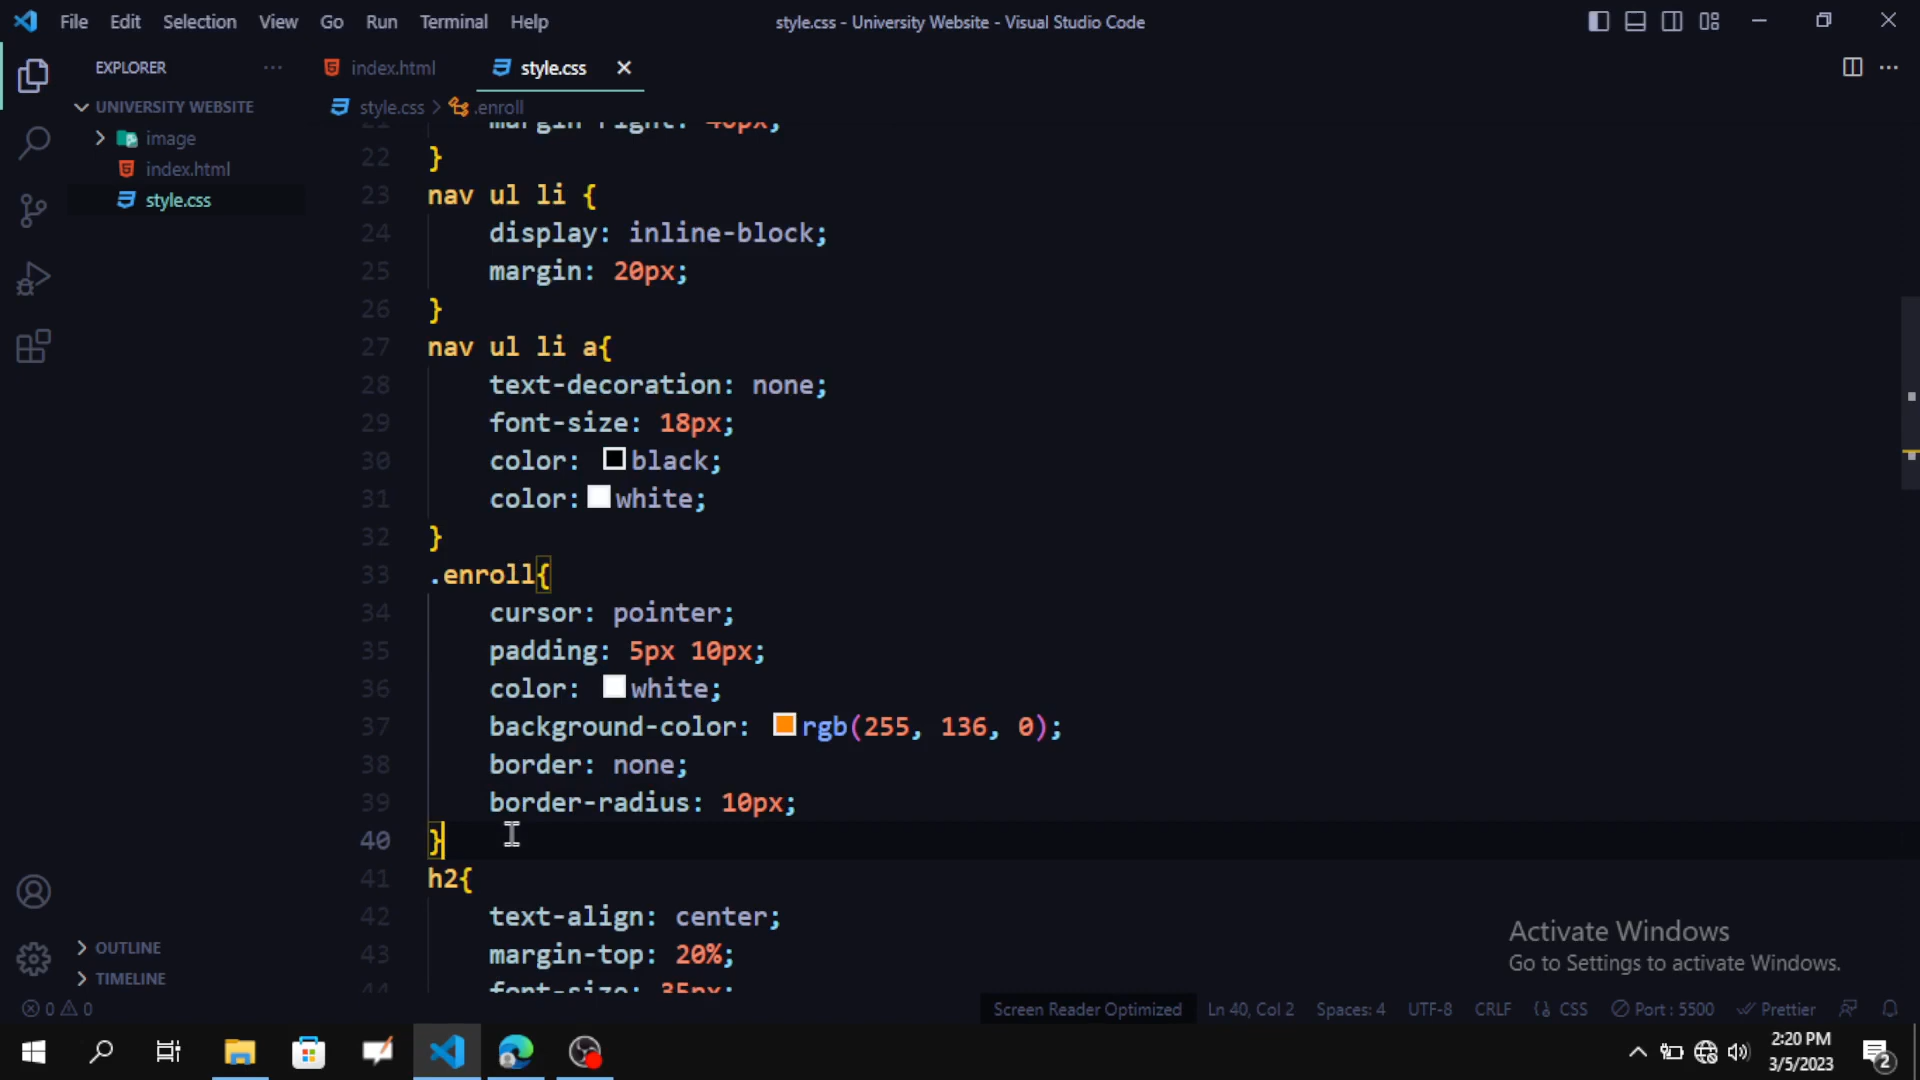 File Edit Selection View Go Run Terminal Help
style.css - University Website - Visual Studio Code
EXPLORER
index.html
style.css
UNIVERSITY WEBSITE
style.css > .enroll
image
index.html
style.css
21 margin-right: 40px;
22 }
23 nav ul li {
24 display: inline-block;
25 margin: 20px;
26 }
27 nav ul li a{
28 text-decoration: none;
29 font-size: 18px;
30 color: black;
31 color: white;
32 }
33 .enroll{
34 cursor: pointer;
35 padding: 5px 10px;
36 color: white;
37 background-color: rgb(255, 136, 0);
38 border: none;
39 border-radius: 10px;
40 }
41 h2{
42 text-align: center;
43 margin-top: 20%;
44 font-size: 35px;
OUTLINE
TIMELINE
Activate Windows
Go to Settings to activate Windows.
0 0
Screen Reader Optimized Ln 40, Col 2 Spaces: 4 UTF-8 CRLF {} CSS Port : 5500 Prettier
2:20 PM
3/5/2023
2